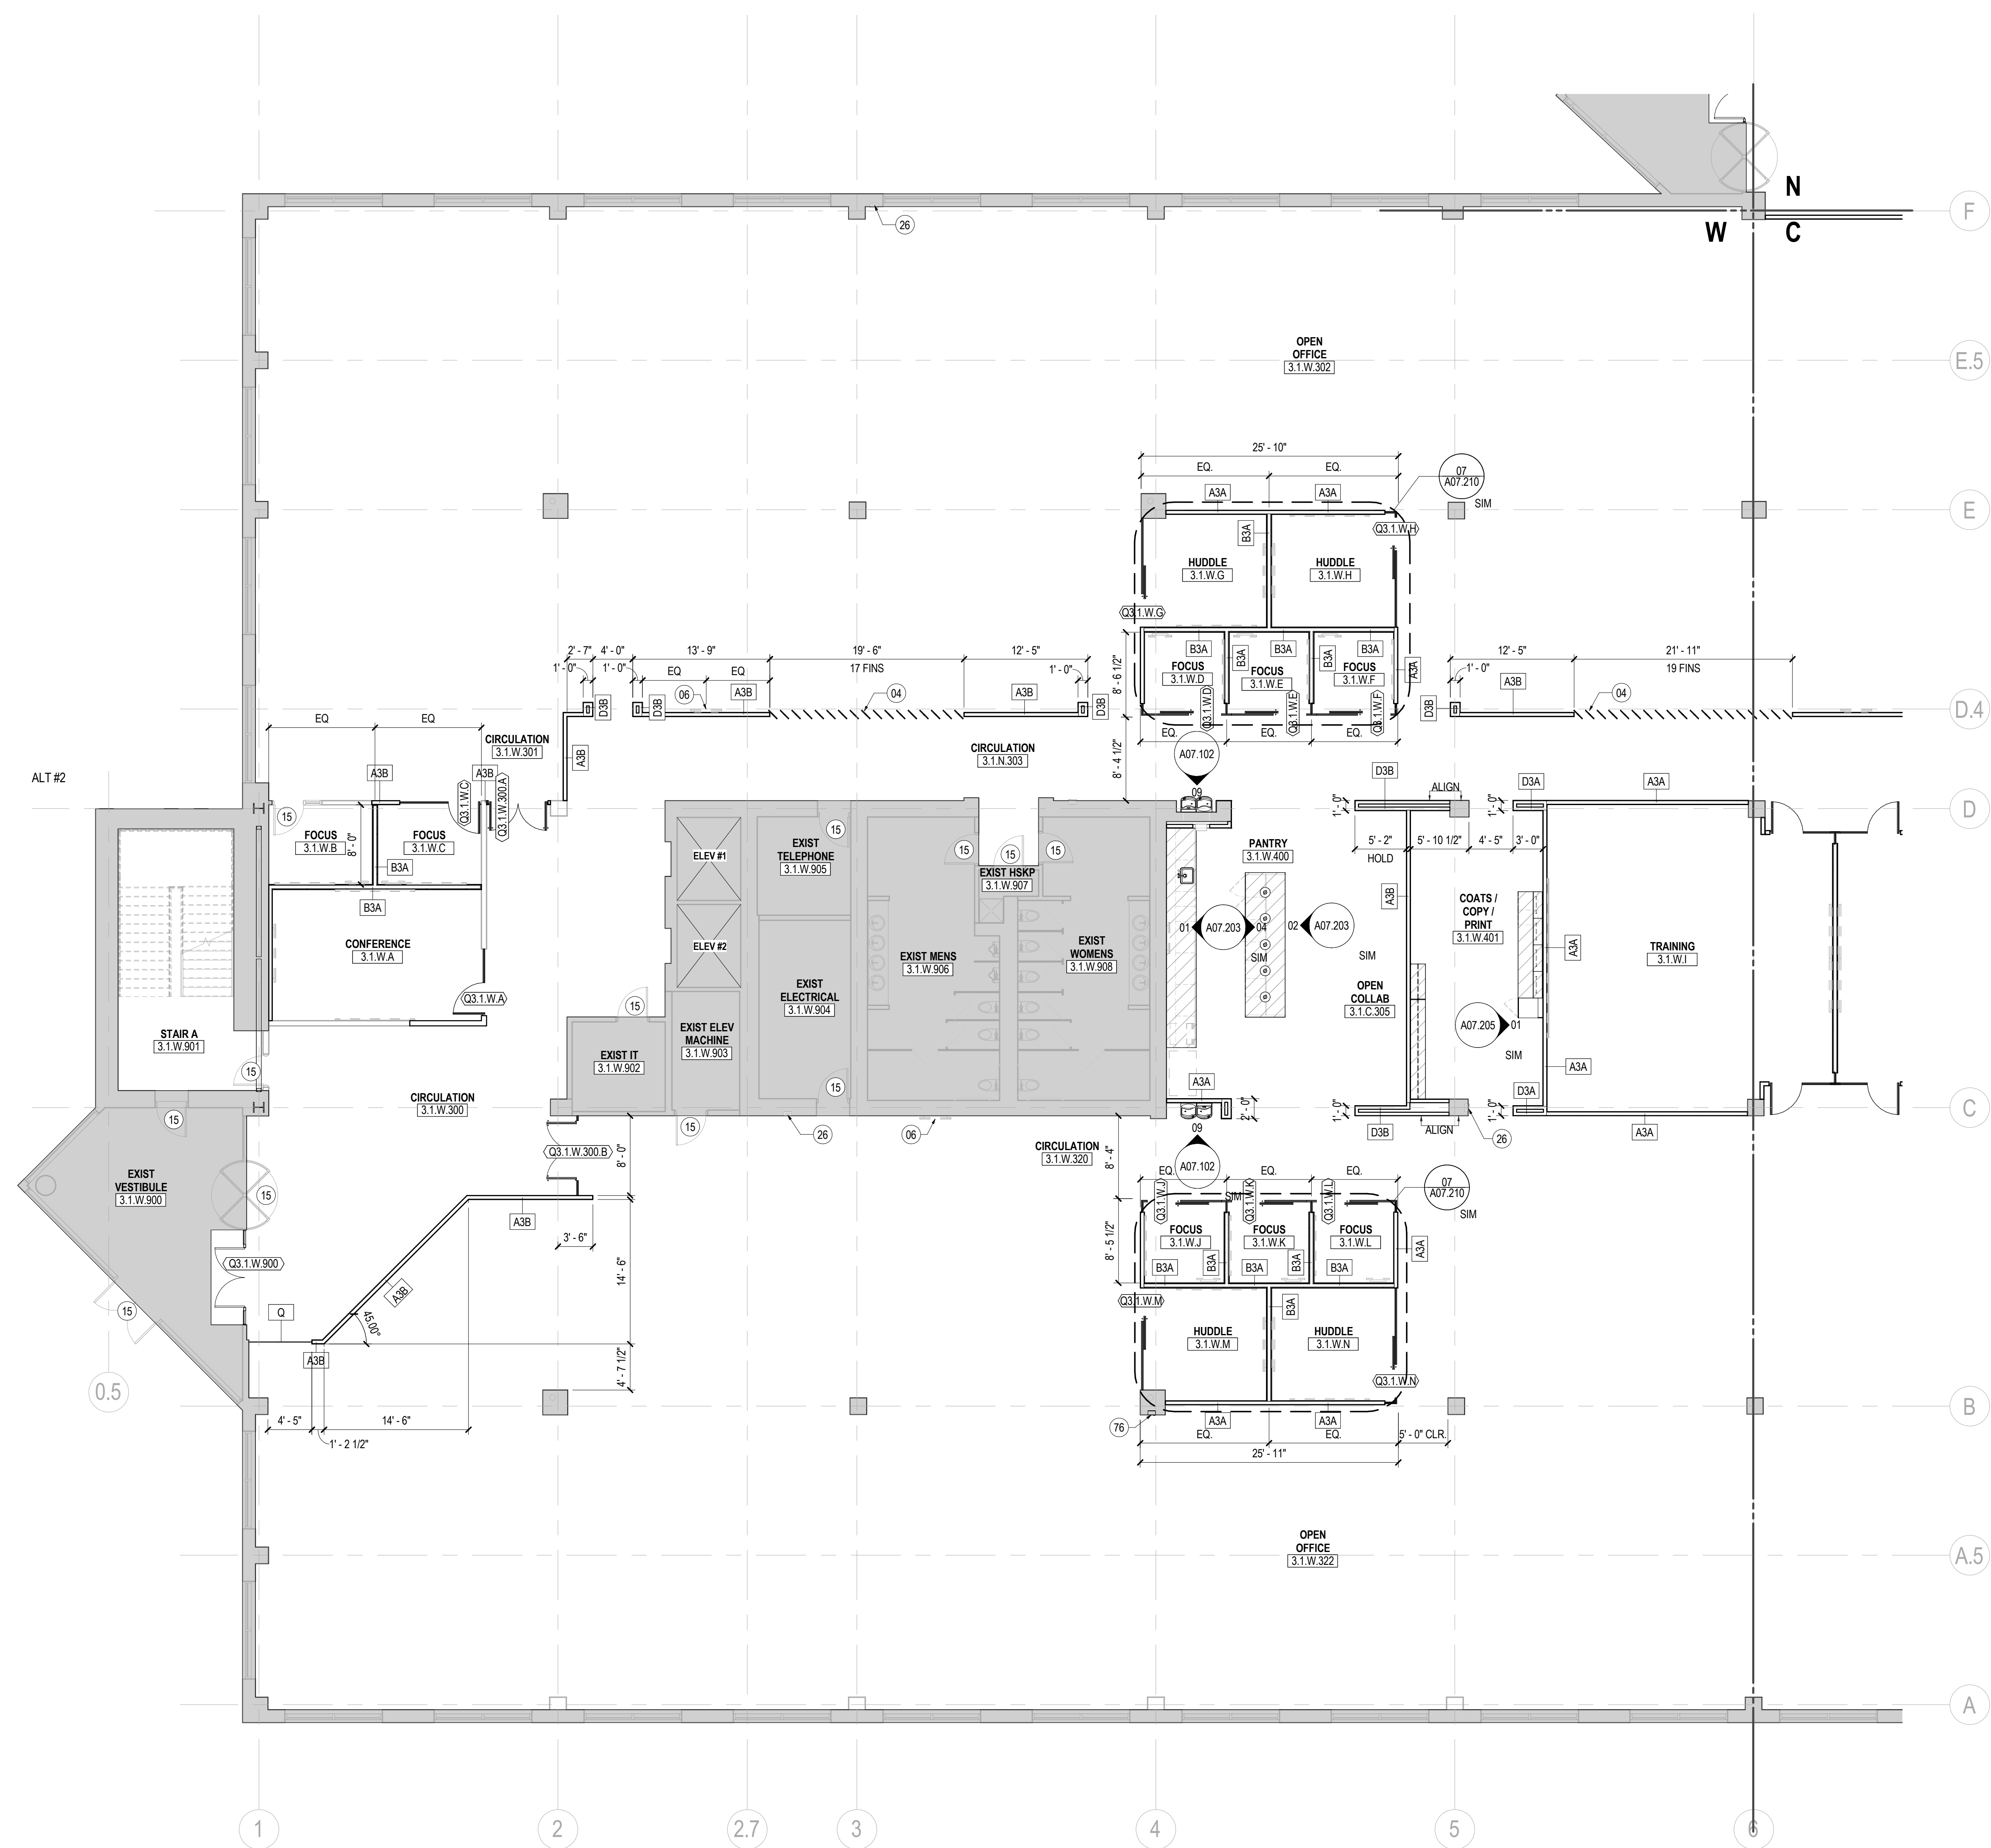 N
W
C
F
26
OPEN
OFFICE
3.1.W.302
E.5
25' - 10"
EQ.
EQ.
07
A07.210
SIM
A3A
A3A
E
B3A
Q3.1.W.H
HUDDLE
3.1.W.G
HUDDLE
3.1.W.H
Q3.1.W.G
2' - 7"
4' - 0"
13' - 9"
19' - 6"
12' - 5"
1' - 0"
1' - 0"
EQ
EQ
17 FINS
1' - 0"
06
A3B
04
A3B
D3B
D3B
D3B
8' - 6 1/2"
B3A
B3A
B3A
FOCUS
3.1.W.D
B3A
FOCUS
3.1.W.E
B3A
FOCUS
3.1.W.F
A3A
Q3.1.W.D
Q3.1.W.E
Q3.1.W.F
12' - 5"
21' - 11"
1' - 0"
19 FINS
A3B
04
D3B
D.4
EQ
EQ
CIRCULATION
3.1.W.301
A3B
CIRCULATION
3.1.N.303
8' - 4 1/2"
EQ.
EQ.
EQ.
A07.102
09
ALT #2
A3B
A3B
Q3.1.W.C
Q3.1.W.300.A
D3B
ALIGN
D3A
A3A
1' - 0"
1' - 0"
D
15
FOCUS
3.1.W.B
8' - 0"
FOCUS
3.1.W.C
B3A
B3A
ELEV #1
EXIST
TELEPHONE
3.1.W.905
15
15
15
15
EXIST HSKP
3.1.W.907
PANTRY
3.1.W.400
5' - 2"
HOLD
5' - 10 1/2"
4' - 5"
3' - 0"
A3B
COATS /
COPY /
PRINT
3.1.W.401
CONFERENCE
3.1.W.A
ELEV #2
EXIST MENS
3.1.W.906
EXIST
WOMENS
3.1.W.908
01
A07.203
04
SIM
02
A07.203
SIM
A3A
TRAINING
3.1.W.I
Q3.1.W.A
15
EXIST
ELECTRICAL
3.1.W.904
OPEN
COLLAB
3.1.C.305
A07.205
01
SIM
STAIR A
3.1.W.901
15
EXIST IT
3.1.W.902
EXIST ELEV
MACHINE
3.1.W.903
15
A3A
A3A
CIRCULATION
3.1.W.300
D3A
C
15
15
26
06
2' - 0"
09
1' - 0"
D3B
ALIGN
1' - 0"
26
A3A
Q3.1.W.300.B
8' - 0"
CIRCULATION
3.1.W.320
8' - 4"
A07.102
SIM
EQ.
EQ.
EQ.
07
A07.210
SIM
EXIST
VESTIBULE
3.1.W.900
15
A3B
3' - 6"
Q3.1.W.J
Q3.1.W.K
Q3.1.W.L
8' - 5 1/2"
FOCUS
3.1.W.J
FOCUS
3.1.W.K
FOCUS
3.1.W.L
A3A
B3A
B3A
B3A
B3A
B3A
Q3.1.W.900
14' - 6"
A3B
15
Q
45.00°
A3B
Q3.1.W.M
B3A
HUDDLE
3.1.W.M
HUDDLE
3.1.W.N
Q3.1.W.N
4' - 7 1/2"
0.5
4' - 5"
14' - 6"
1' - 2 1/2"
B
76
A3A
A3A
EQ.
EQ.
5' - 0" CLR.
25' - 11"
OPEN
OFFICE
3.1.W.322
A.5
A
1
2
2.7
3
4
5
6